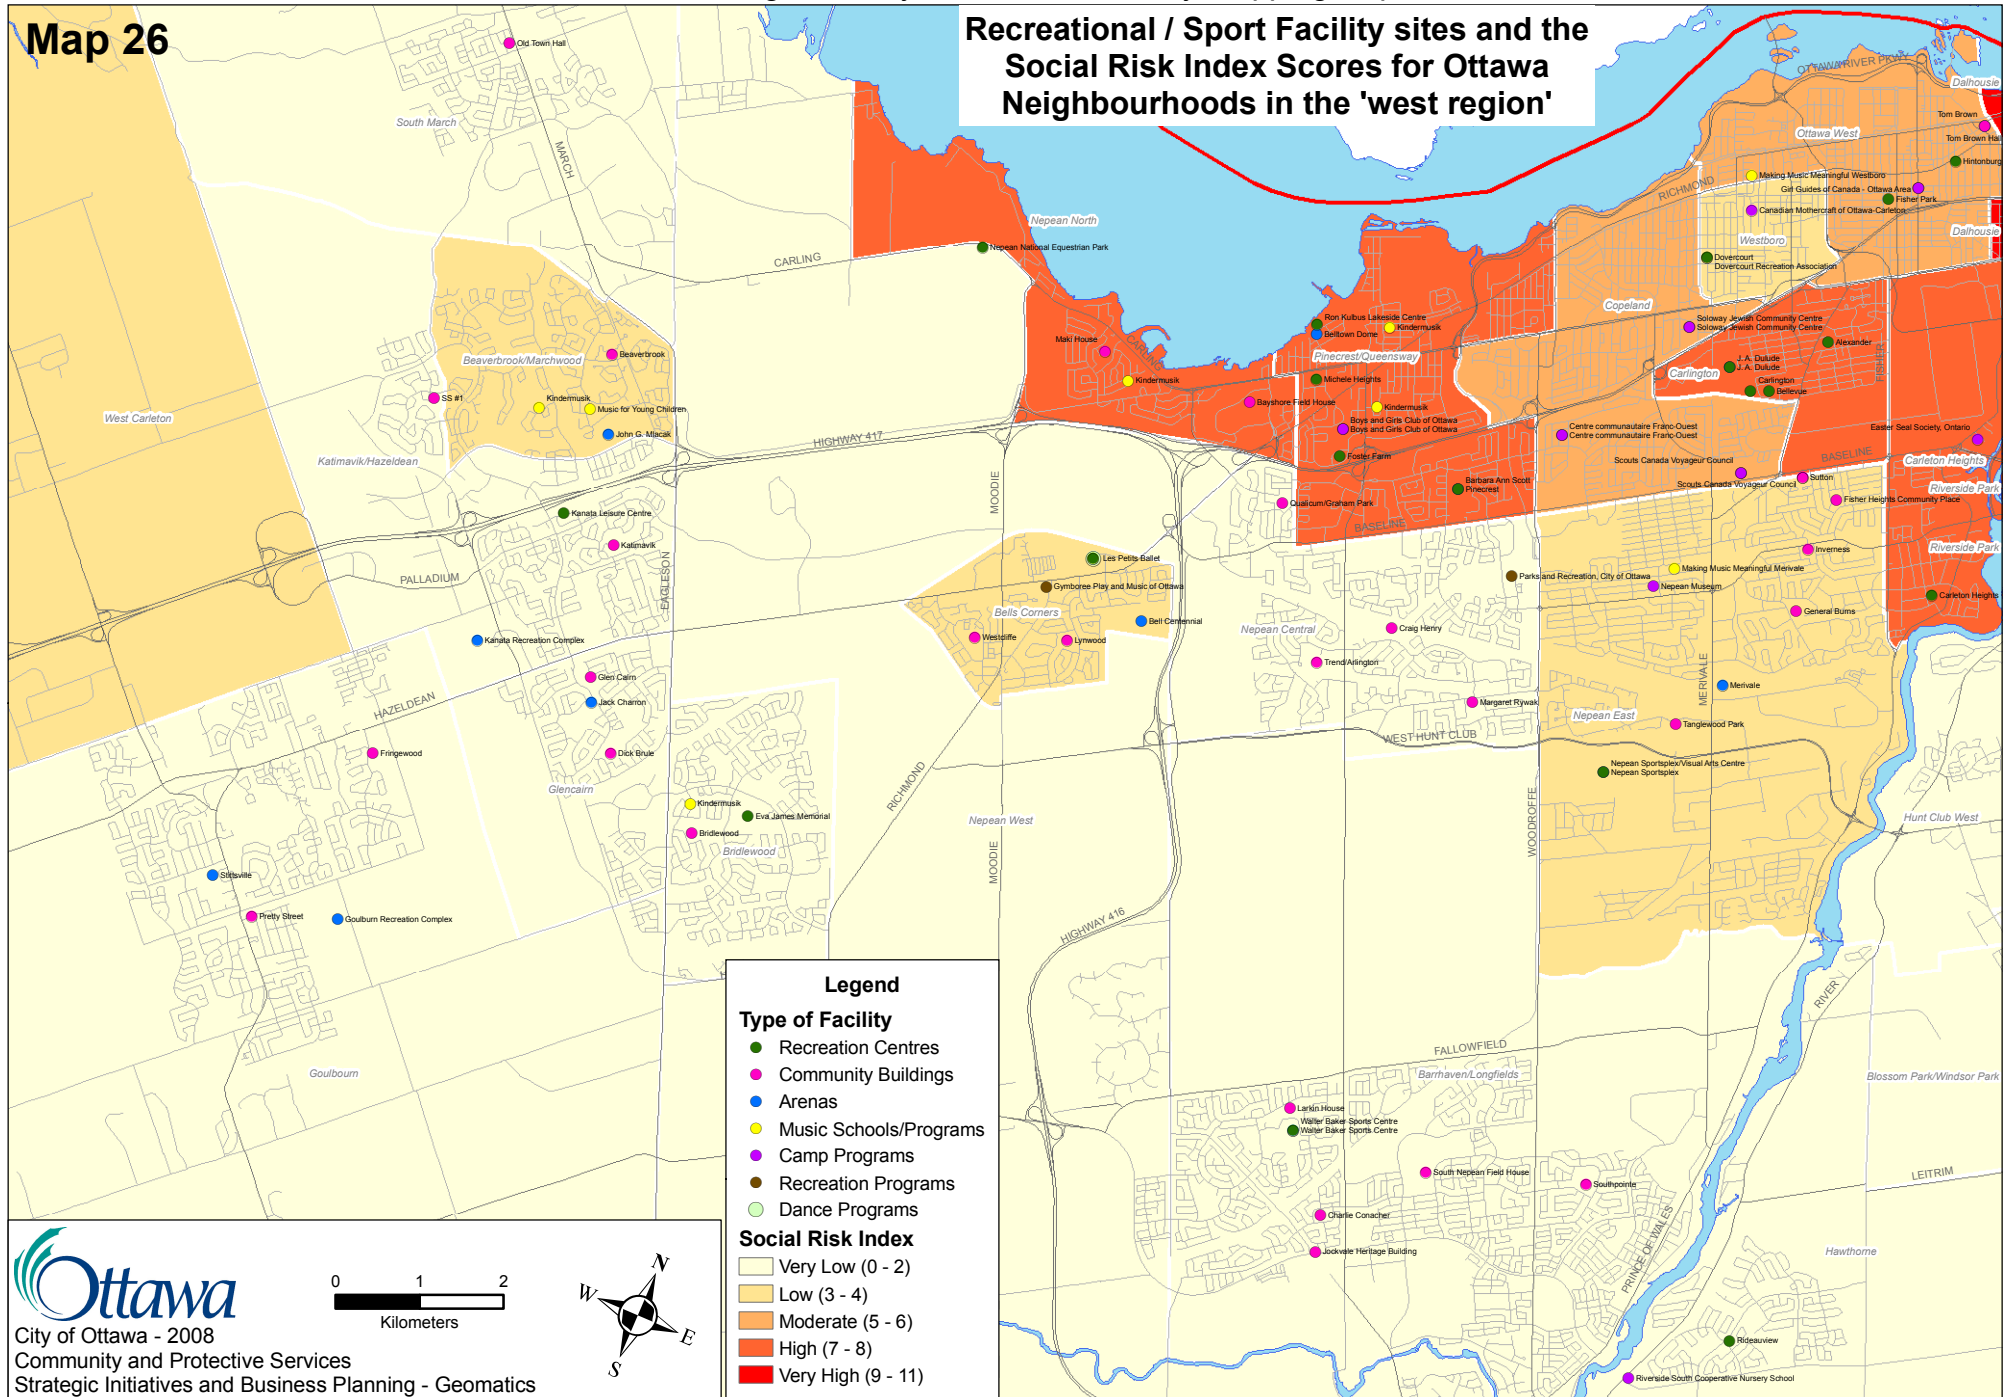 Map 26
Recreational / Sport Facility sites and the
Social Risk Index Scores for Ottawa
Neighbourhoods in the 'west region'
Old Town Hall
South March
MARCH
OTTAWA RIVER PKWY
Dalhousie
Tom Brown
Tom Brown Hall
Ottawa West
Hintonburg
Making Music Meaningful Westboro
Girl Guides of Canada - Ottawa Area
Fisher Park
Canadian Mothercraft of Ottawa-Carleton
RICHMOND
Westboro
Dalhousie
Dovercourt
Dovercourt Recreation Association
Nepean North
Nepean National Equestrian Park
CARLING
Copeland
Ron Kulbus Lakeside Centre
Belltown Dome
Kindermusik
Soloway Jewish Community Centre
Soloway Jewish Community Centre
Alexander
FISHER
Maki House
CARLING
Pinecrest/Queensway
J.A. Dulude
J.A. Dulude
Carlington
Carlington
Bellevue
Beaverbrook
Beaverbrook/Marchwood
Kindermusik
Michele Heights
SS #1
Kindermusik
Music for Young Children
Bayshore Field House
Kindermusik
Boys and Girls Club of Ottawa
Boys and Girls Club of Ottawa
West Carleton
John G. Mlacak
HIGHWAY 417
Centre communautaire Franc-Ouest
Centre communautaire Franc-Ouest
Easter Seal Society, Ontario
Katimavik/Hazeldean
Foster Farm
Scouts Canada Voyageur Council
Scouts Canada Voyageur Council
BASELINE
Carleton Heights
Sutton
Riverside Park
Fisher Heights Community Place
MOODIE
Qualicum/Graham Park
Barbara Ann Scott
Pinecrest
Kanata Leisure Centre
BASELINE
Katimavik
Inverness
Riverside Park
PALLADIUM
EAGLESON
Les Petits Ballet
Gymboree Play and Music of Ottawa
Parks and Recreation, City of Ottawa
Making Music Meaningful Merivale
Nepean Museum
Carleton Heights
Bells Corners
Bell Centennial
General Burns
Kanata Recreation Complex
Westcliffe
Lynwood
Nepean Central
Craig Henry
Trend/Arlington
MERIVALE
Merivale
Glen Cairn
HAZELDEAN
Jack Charron
Margaret Rywak
Nepean East
Tanglewood Park
Fringewood
Dick Brule
WEST HUNT CLUB
Nepean Sportsplex/Visual Arts Centre
Nepean Sportsplex
Glencairn
RICHMOND
Kindermusik
Eva James Memorial
Bridlewood
Bridlewood
Nepean West
WOODROFFE
Hunt Club West
MOODIE
Stittsville
Pretty Street
Goulburn Recreation Complex
HIGHWAY 416
RIVER
FALLOWFIELD
Goulbourn
Barrhaven/Longfields
Blossom Park/Windsor Park
Larkin House
Walter Baker Sports Centre
Walter Baker Sports Centre
South Nepean Field House
Southpointe
LEITRIM
Charlie Conacher
Jockvale Heritage Building
PRINCE OF WALES
Hawthorne
Rideauview
Riverside South Cooperative Nursery School
Legend
Type of Facility
Recreation Centres
Community Buildings
Arenas
Music Schools/Programs
Camp Programs
Recreation Programs
Dance Programs
Social Risk Index
Very Low (0 - 2)
Low (3 - 4)
Moderate (5 - 6)
High (7 - 8)
Very High (9 - 11)
Ottawa
0 1 2
Kilometers
N
W
E
S
City of Ottawa - 2008
Community and Protective Services
Strategic Initiatives and Business Planning - Geomatics